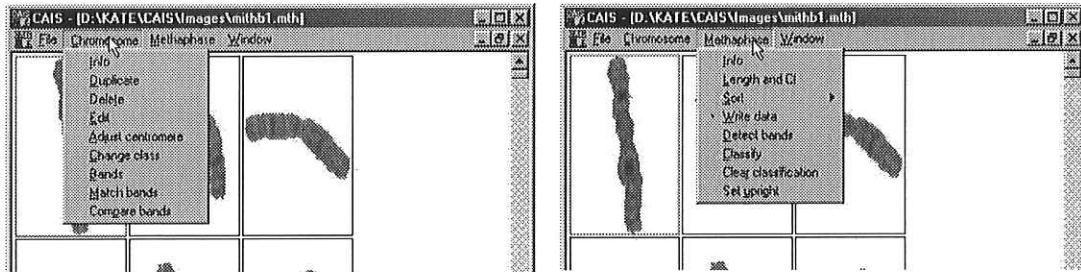 CAIS - [D:\KATE\CAIS\Images\mithb1.mth]
File Chromosome Methaphase Window
Info
Duplicate
Delete
Edit
Adjust centromere
Change class
Bands
Match bands
Compare bands
CAIS - [D:\KATE\CAIS\Images\mithb1.mth]
File Chromosome Methaphase Window
Info
Length and CI
Sort
Write data
Detect bands
Classify
Clear classification
Set upright